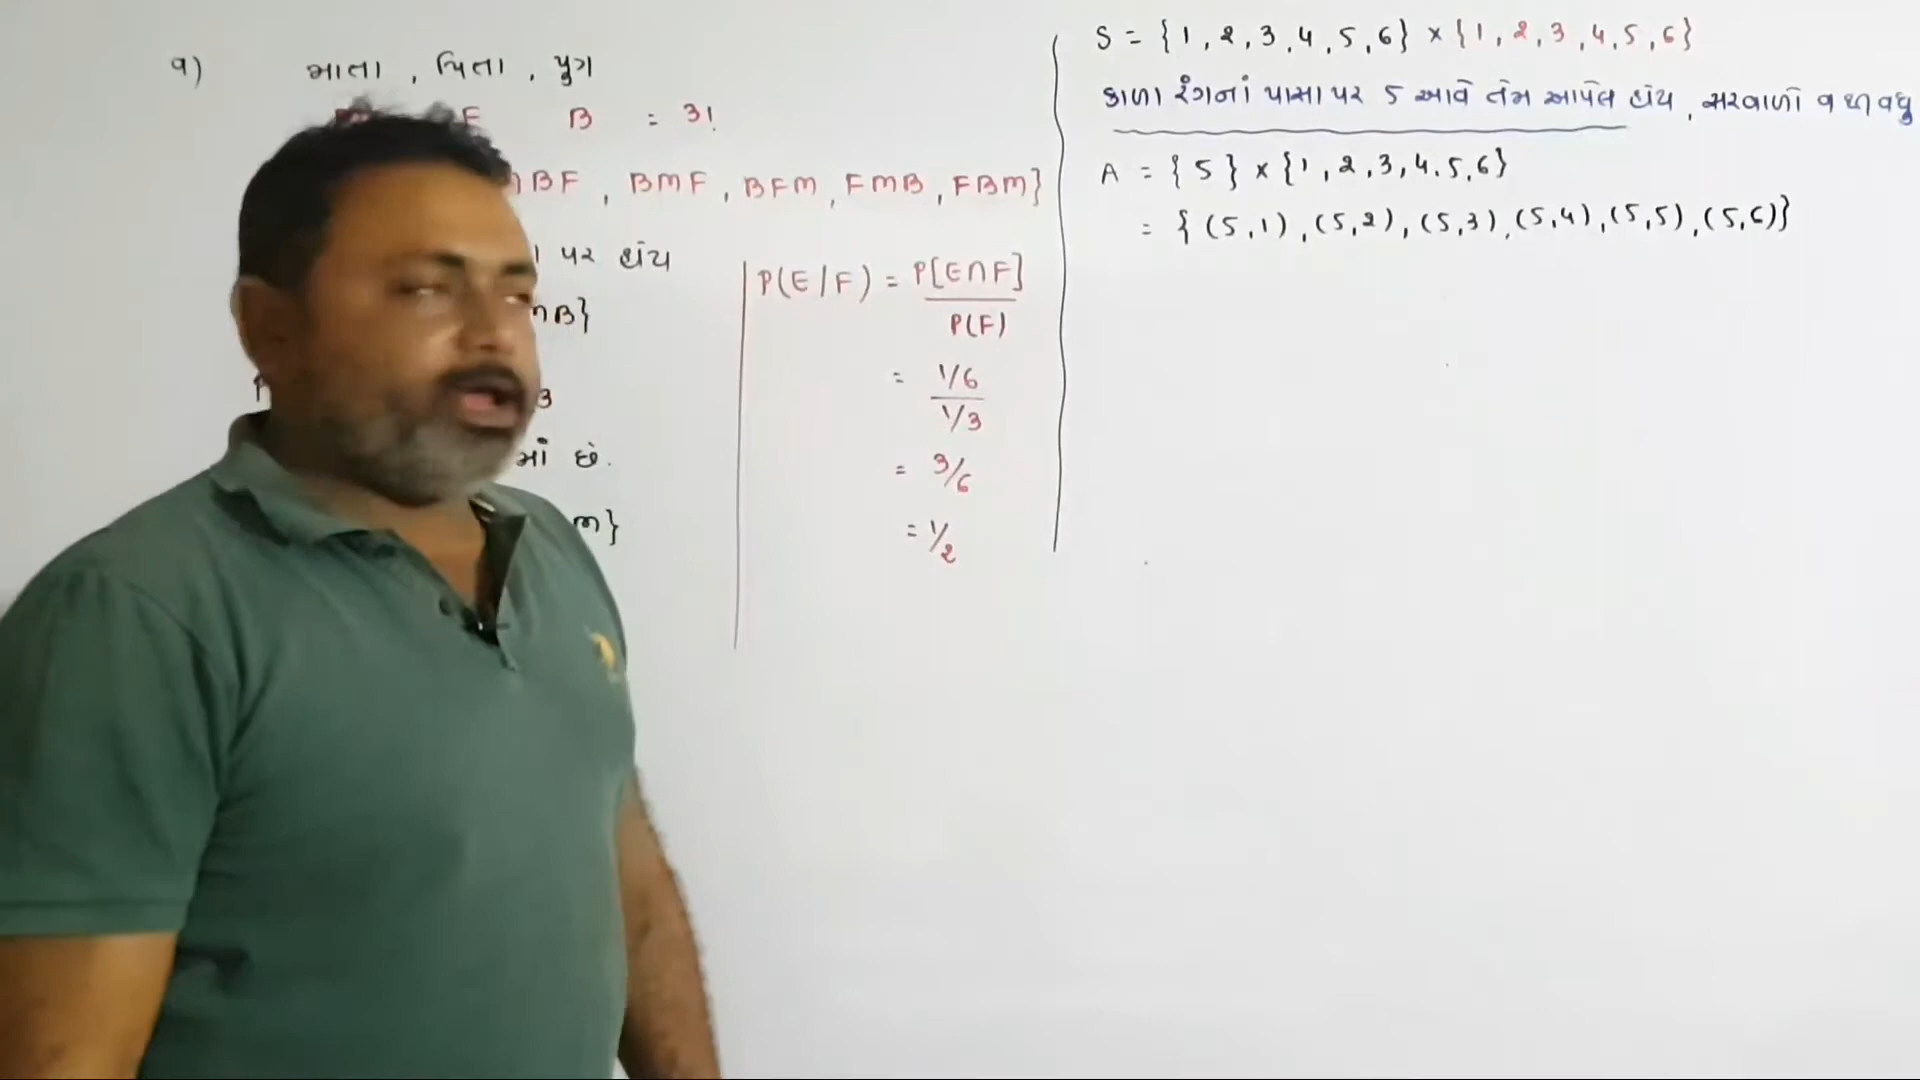 ૧) માતા , પિતા , પુત્ર
F B = 3!
BF , BMF , BFM , FMB , FBM}
પર હોય
B}
3
માં છે.
m}
P(E/F) = P[E∩F]
P(F)
= 1/6
1/3
= 3/6
= 1/2
S = {1, 2, 3, 4, 5, 6} × {1, 2, 3, 4, 5, 6}
કાળા રંગનાં પાસા પર 5 આવે તેમ આપેલ હોય , સરવાળો ૯ થી વધુ
A = {5} × {1, 2, 3, 4, 5, 6}
= {(5,1), (5,2), (5,3), (5,4), (5,5), (5,6)}